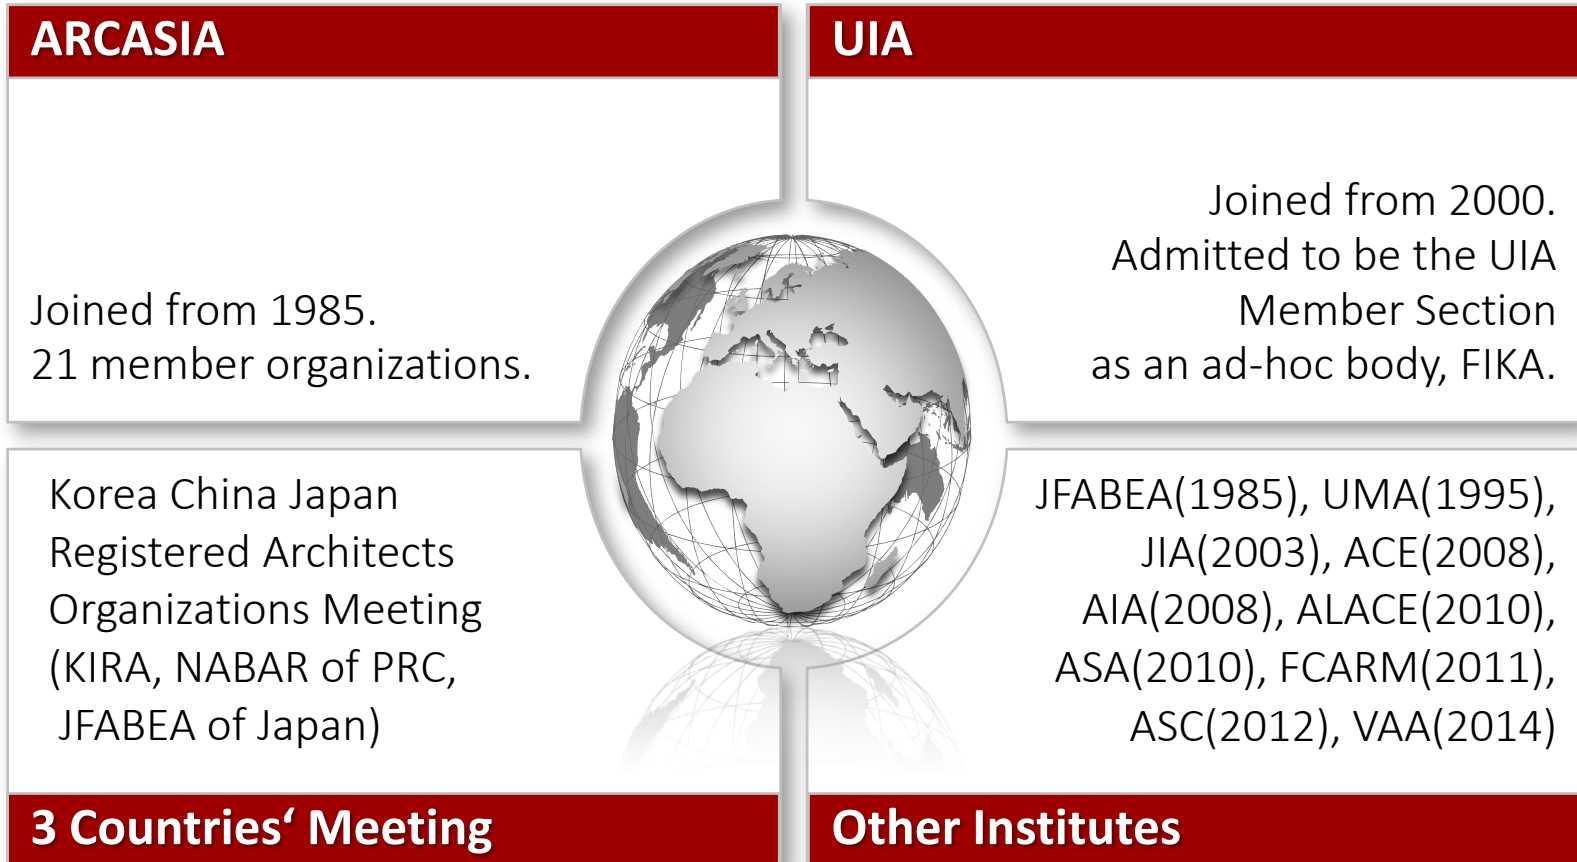 ARCASIA
Joined from 1985.
21 member organizations.
UIA
Joined from 2000.
Admitted to be the UIA
Member Section
as an ad-hoc body, FIKA.
Korea China Japan
Registered Architects
Organizations Meeting
(KIRA, NABAR of PRC,
JFABEA of Japan)
3 Countries‘ Meeting
JFABEA(1985), UMA(1995),
JIA(2003), ACE(2008),
AIA(2008), ALACE(2010),
ASA(2010), FCARM(2011),
ASC(2012), VAA(2014)
Other Institutes